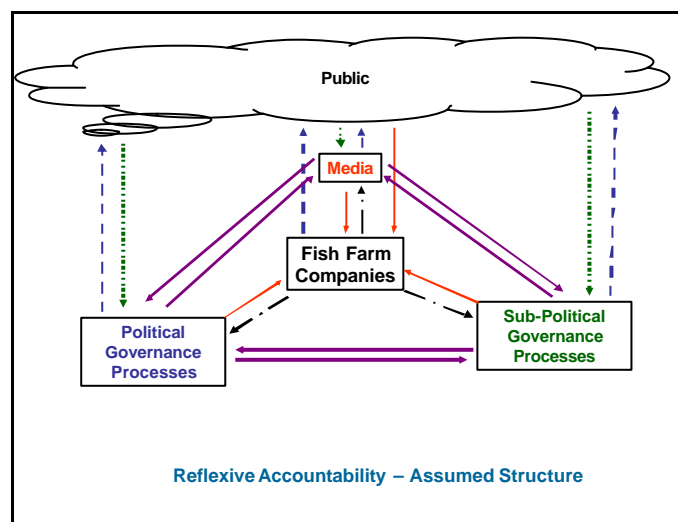 Public
Media
Fish Farm
Companies
Political
Governance
Processes
Sub-Political
Governance
Processes
Reflexive Accountability – Assumed Structure